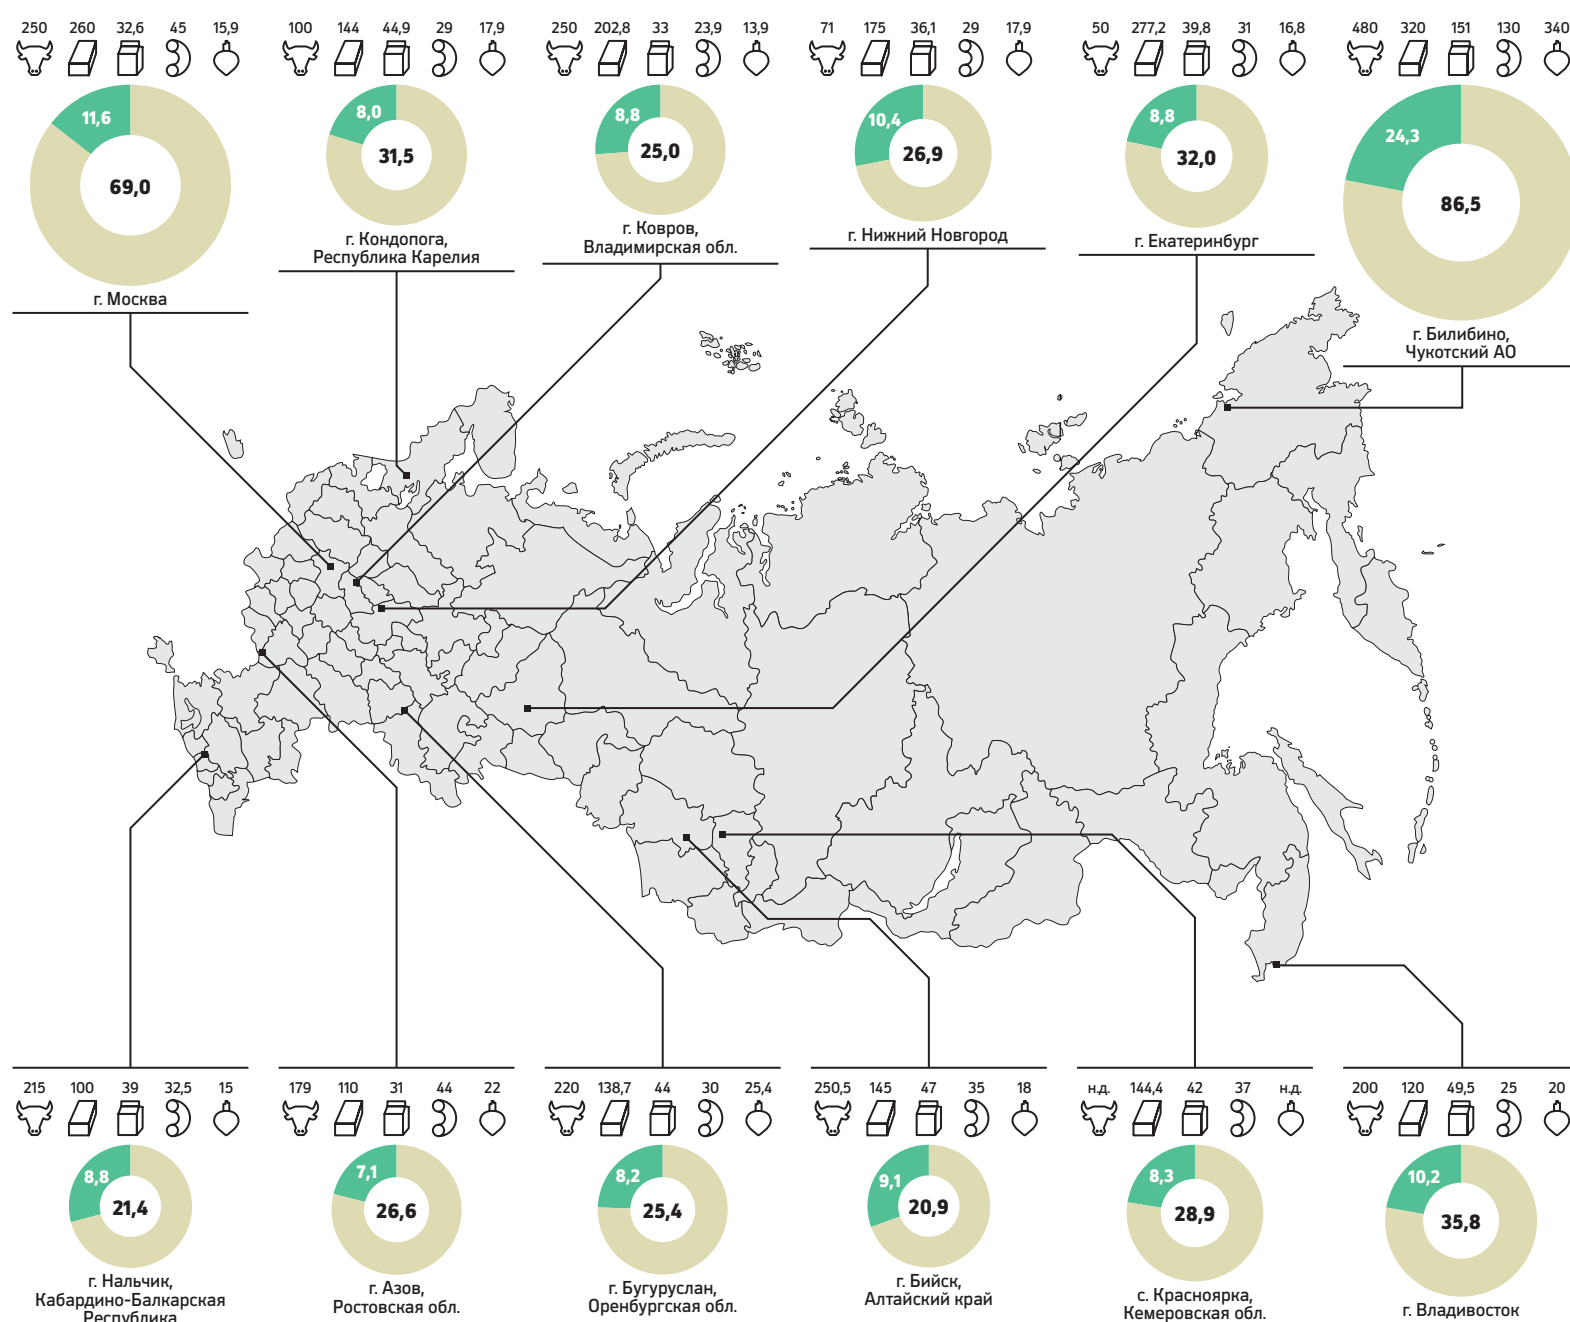 250 260 32,6 45 15,9
11,6
69,0
г. Москва
100 144 44,9 29 17,9
8,0
31,5
г. Кондопога,
Республика Карелия
250 202,8 33 23,9 13,9
8,8
25,0
г. Ковров,
Владимирская обл.
71 175 36,1 29 17,9
10,4
26,9
г. Нижний Новгород
50 277,2 39,8 31 16,8
8,8
32,0
г. Екатеринбург
480 320 151 130 340
24,3
86,5
г. Билибино,
Чукотский АО
215 100 39 32,5 15
8,8
21,4
г. Нальчик,
Кабардино-Балкарская
Республика
179 110 31 44 22
7,1
26,6
г. Азов,
Ростовская обл.
220 138,7 44 30 25,4
8,2
25,4
г. Бугуруслан,
Оренбургская обл.
250,5 145 47 35 18
9,1
20,9
г. Бийск,
Алтайский край
н.д. 144,4 42 37 н.д.
8,3
28,9
с. Красноярка,
Кемеровская обл.
200 120 49,5 25 20
10,2
35,8
г. Владивосток